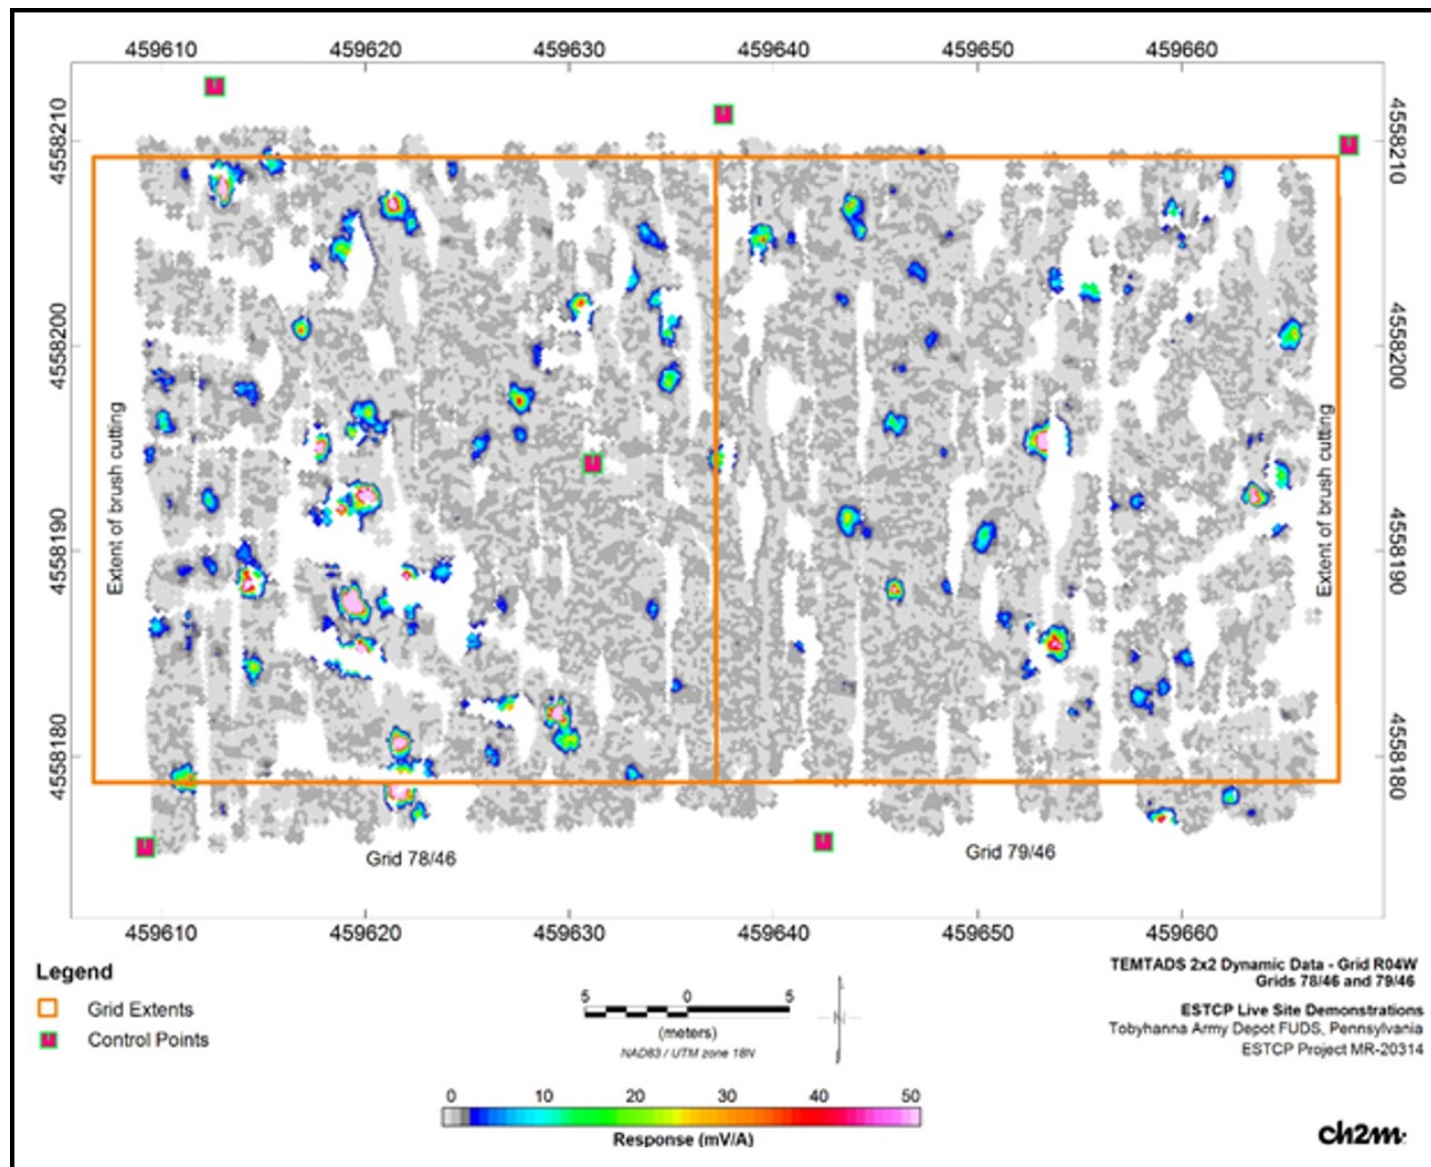 459610 459620 459630 459640 459650 459660
4558210 4558210
4558200 4558200
Extent of brush cutting Extent of brush cutting
4558190 4558190
4558180 4558180
Grid 78/46 Grid 79/46
459610 459620 459630 459640 459650 459660
Legend
Grid Extents
Control Points
5 0 5
(meters)
NAD83 / UTM zone 18N
N
TEMTADS 2x2 Dynamic Data - Grid R04W
Grids 78/46 and 79/46
ESTCP Live Site Demonstrations
Tobyhanna Army Depot FUDS, Pennsylvania
ESTCP Project MR-20314
0 10 20 30 40 50
Response (mV/A)
ch2m: